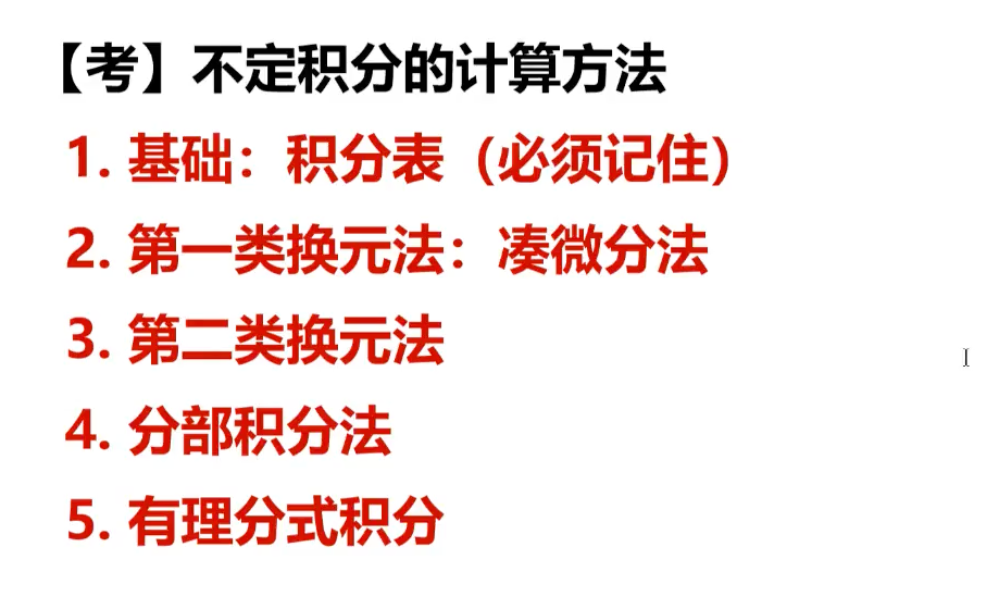 【考】不定积分的计算方法
1. 基础：积分表（必须记住）
2. 第一类换元法：凑微分法
3. 第二类换元法
4. 分部积分法
5. 有理分式积分